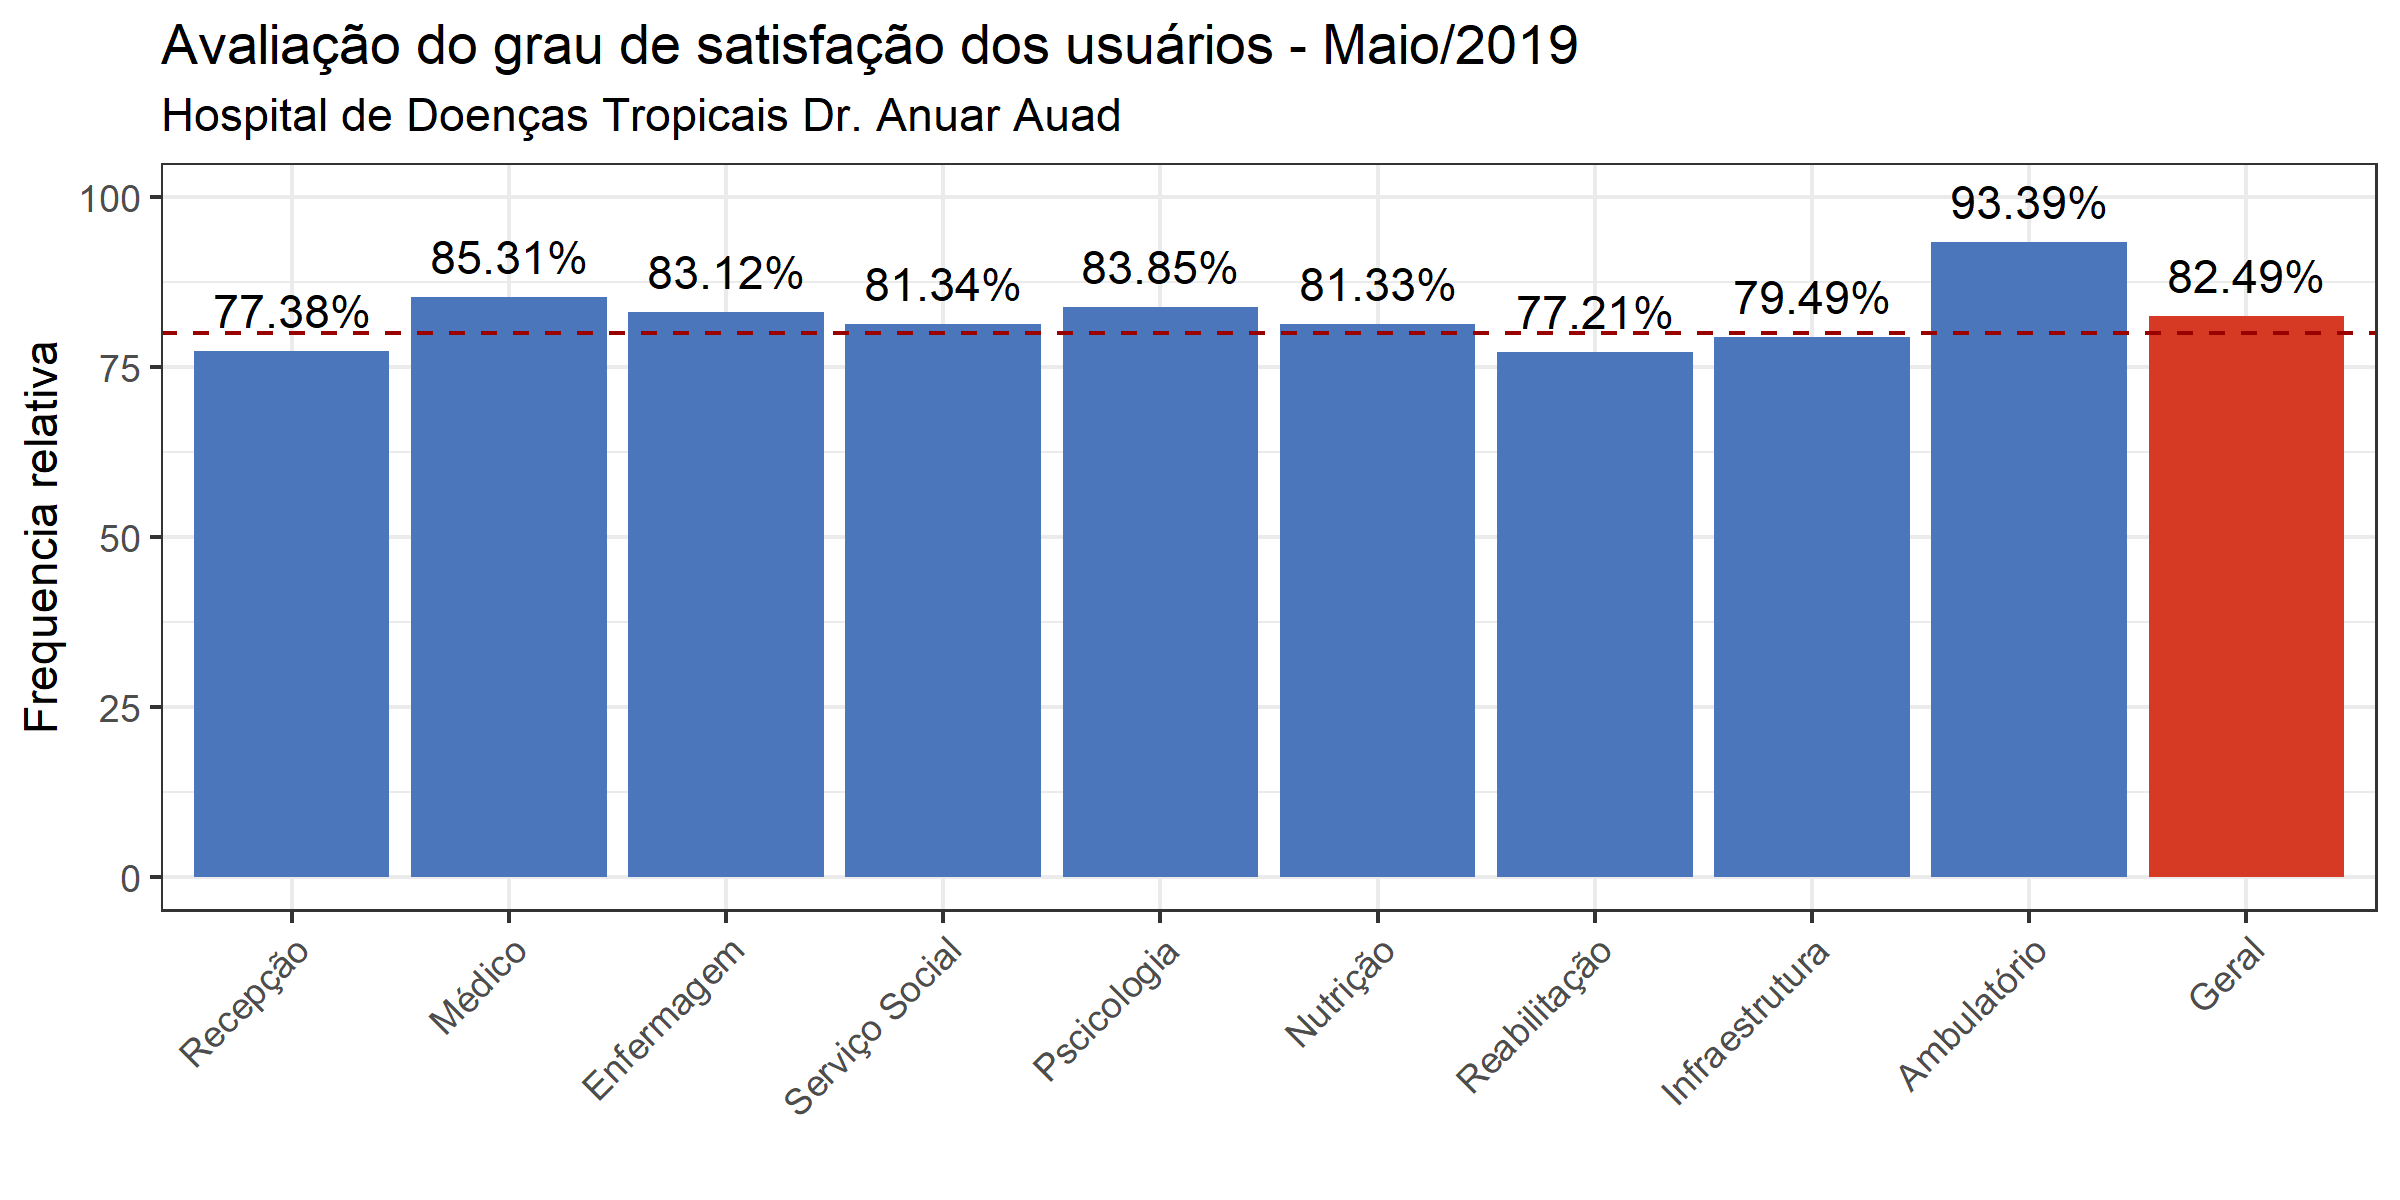 Avaliação do grau de satisfação dos usuários - Maio/2019
Hospital de Doenças Tropicais Dr. Anuar Auad
Frequencia relativa
100
75
50
25
0
77.38%
85.31%
83.12%
81.34%
83.85%
81.33%
77.21%
79.49%
93.39%
82.49%
Recepção
Médico
Enfermagem
Serviço Social
Pscicologia
Nutrição
Reabilitação
Infraestrutura
Ambulatório
Geral